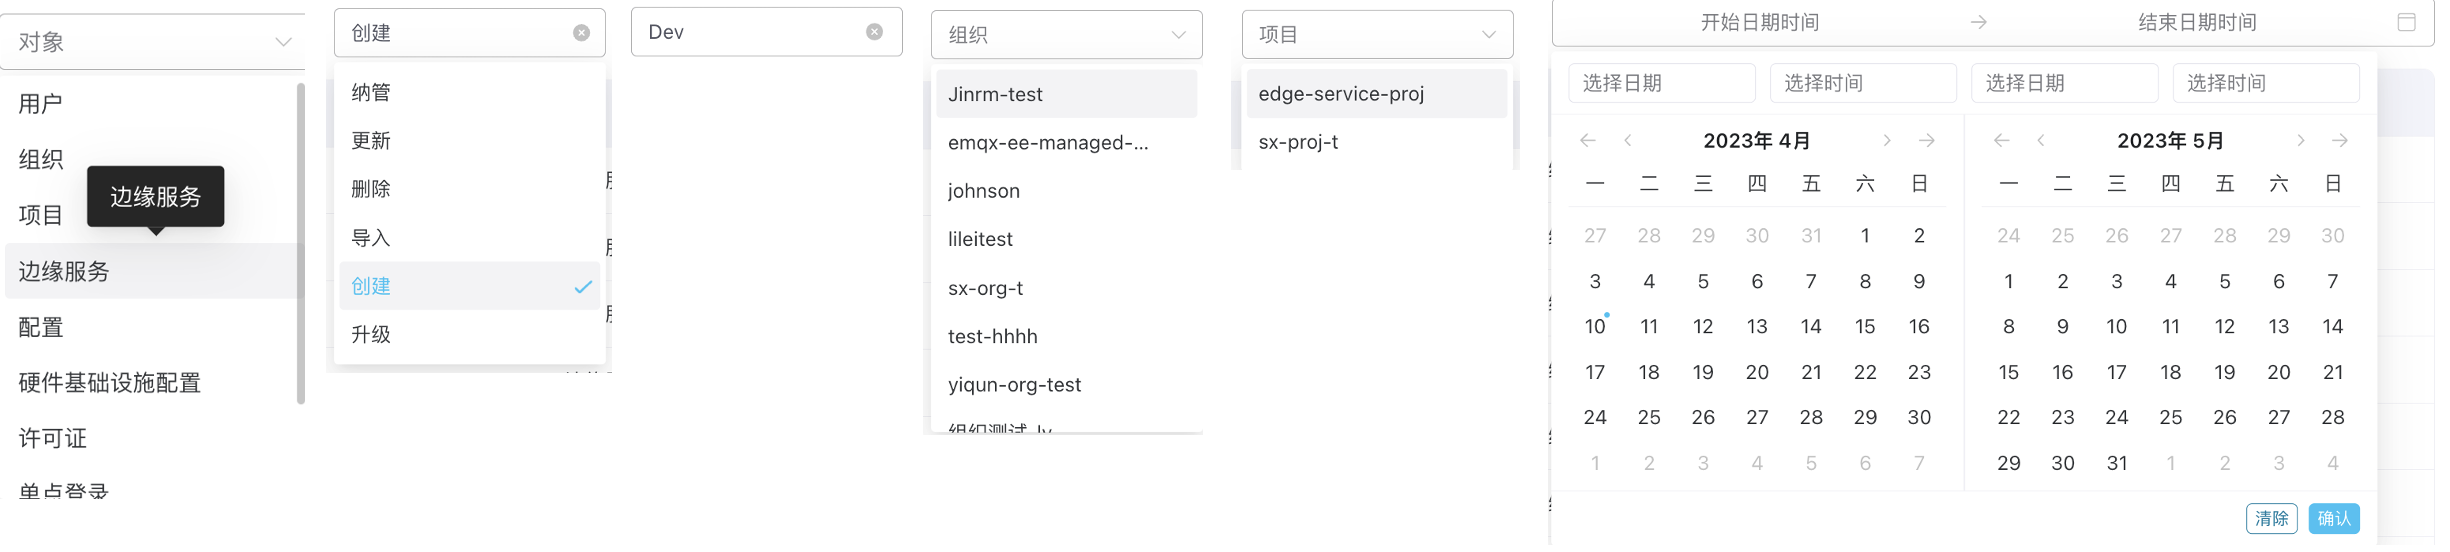 对象
用户
组织
边缘服务
项目
边缘服务
配置
硬件基础设施配置
许可证
单点登录
创建
纳管
更新
删除
导入
创建
升级
Dev
组织
Jinrm-test
emqx-ee-managed-...
johnson
lileitest
sx-org-t
test-hhhh
yiqun-org-test
组织测试-ly
项目
edge-service-proj
sx-proj-t
开始日期时间 → 结束日期时间
选择日期 选择时间 选择日期 选择时间
2023年 4月
一 二 三 四 五 六 日
27 28 29 30 31 1 2
3 4 5 6 7 8 9
10 11 12 13 14 15 16
17 18 19 20 21 22 23
24 25 26 27 28 29 30
1 2 3 4 5 6 7
2023年 5月
一 二 三 四 五 六 日
24 25 26 27 28 29 30
1 2 3 4 5 6 7
8 9 10 11 12 13 14
15 16 17 18 19 20 21
22 23 24 25 26 27 28
29 30 31 1 2 3 4
清除 确认